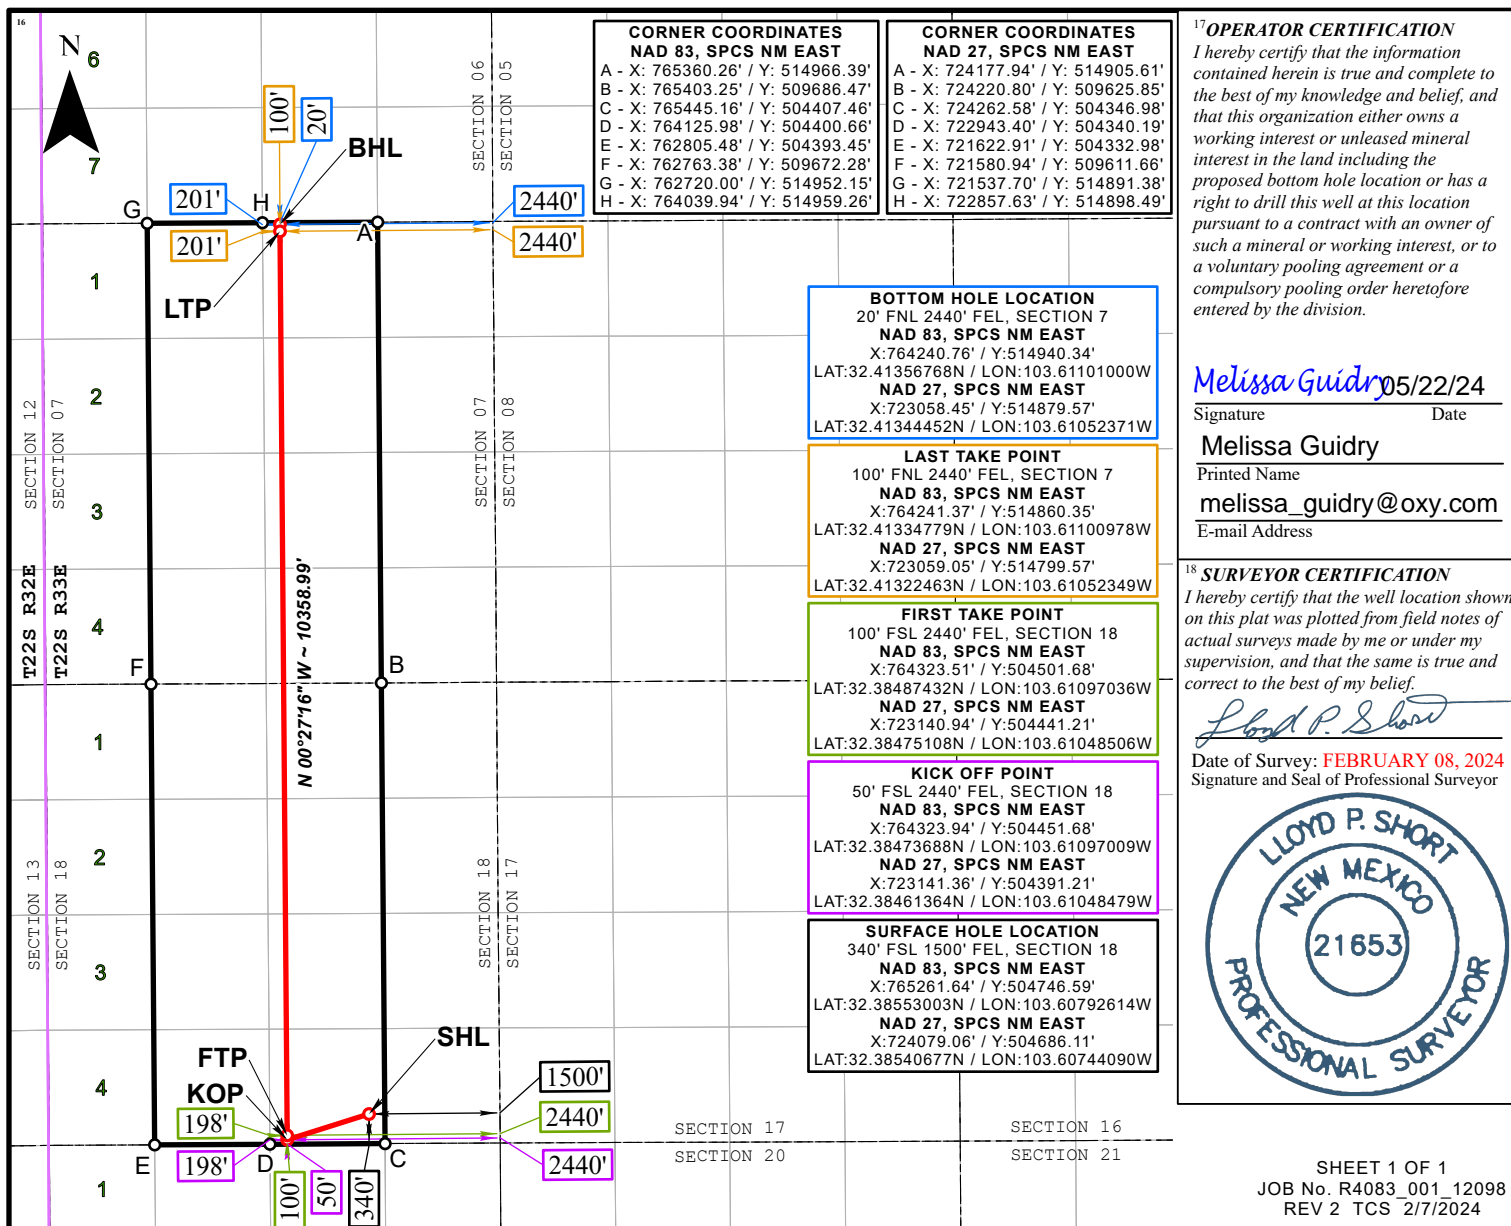 16
N
6
7
1
2
3
4
1
2
3
4
1
SECTION 12
SECTION 07
T22S R32E
T22S R33E
SECTION 13
SECTION 18
SECTION 06
SECTION 05
SECTION 07
SECTION 08
SECTION 18
SECTION 17
SECTION 17
SECTION 20
SECTION 16
SECTION 21
100'
20'
BHL
201'
H
G
A
2440'
201'
2440'
LTP
N 00°27'16" W ~ 10358.99'
F
B
FTP
KOP
SHL
1500'
198'
2440'
E
198'
D
C
2440'
100'
50'
340'
CORNER COORDINATES
NAD 83, SPCS NM EAST
A - X: 765360.26' / Y: 514966.39'
B - X: 765403.25' / Y: 509686.47'
C - X: 765445.16' / Y: 504407.46'
D - X: 764125.98' / Y: 504400.66'
E - X: 762805.48' / Y: 504393.45'
F - X: 762763.38' / Y: 509672.28'
G - X: 762720.00' / Y: 514952.15'
H - X: 764039.94' / Y: 514959.26'
CORNER COORDINATES
NAD 27, SPCS NM EAST
A - X: 724177.94' / Y: 514905.61'
B - X: 724220.80' / Y: 509625.85'
C - X: 724262.58' / Y: 504346.98'
D - X: 722943.40' / Y: 504340.19'
E - X: 721622.91' / Y: 504332.98'
F - X: 721580.94' / Y: 509611.66'
G - X: 721537.70' / Y: 514891.38'
H - X: 722857.63' / Y: 514898.49'
BOTTOM HOLE LOCATION
20' FNL 2440' FEL, SECTION 7
NAD 83, SPCS NM EAST
X:764240.76' / Y:514940.34'
LAT:32.41356768N / LON:103.61101000W
NAD 27, SPCS NM EAST
X:723058.45' / Y:514879.57'
LAT:32.41344452N / LON:103.61052371W
LAST TAKE POINT
100' FNL 2440' FEL, SECTION 7
NAD 83, SPCS NM EAST
X:764241.37' / Y:514860.35'
LAT:32.41334779N / LON:103.61100978W
NAD 27, SPCS NM EAST
X:723059.05' / Y:514799.57'
LAT:32.41322463N / LON:103.61052349W
FIRST TAKE POINT
100' FSL 2440' FEL, SECTION 18
NAD 83, SPCS NM EAST
X:764323.51' / Y:504501.68'
LAT:32.38487432N / LON:103.61097036W
NAD 27, SPCS NM EAST
X:723140.94' / Y:504441.21'
LAT:32.38475108N / LON:103.61048506W
KICK OFF POINT
50' FSL 2440' FEL, SECTION 18
NAD 83, SPCS NM EAST
X:764323.94' / Y:504451.68'
LAT:32.38473688N / LON:103.61097009W
NAD 27, SPCS NM EAST
X:723141.36' / Y:504391.21'
LAT:32.38461364N / LON:103.61048479W
SURFACE HOLE LOCATION
340' FSL 1500' FEL, SECTION 18
NAD 83, SPCS NM EAST
X:765261.64' / Y:504746.59'
LAT:32.38553003N / LON:103.60792614W
NAD 27, SPCS NM EAST
X:724079.06' / Y:504686.11'
LAT:32.38540677N / LON:103.60744090W
17 OPERATOR CERTIFICATION
I hereby certify that the information
contained herein is true and complete to
the best of my knowledge and belief, and
that this organization either owns a
working interest or unleased mineral
interest in the land including the
proposed bottom hole location or has a
right to drill this well at this location
pursuant to a contract with an owner of
such a mineral or working interest, or to
a voluntary pooling agreement or a
compulsory pooling order heretofore
entered by the division.
Melissa Guidry 05/22/24
Signature Date
Melissa Guidry
Printed Name
melissa_guidry@oxy.com
E-mail Address
18 SURVEYOR CERTIFICATION
I hereby certify that the well location shown
on this plat was plotted from field notes of
actual surveys made by me or under my
supervision, and that the same is true and
correct to the best of my belief.
Lloyd P. Short
Date of Survey: FEBRUARY 08, 2024
Signature and Seal of Professional Surveyor
LLOYD P. SHORT
NEW MEXICO
21653
PROFESSIONAL SURVEYOR
SHEET 1 OF 1
JOB No. R4083_001_12098
REV 2 TCS 2/7/2024